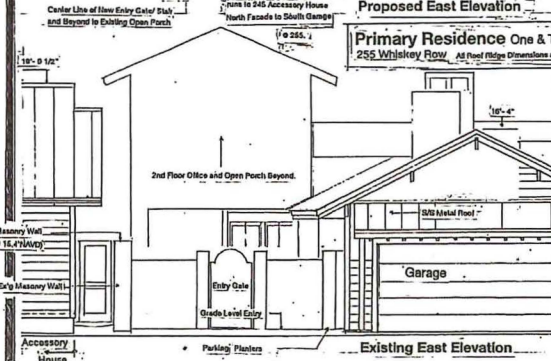 Center Line of New Entry Gate/ Stair
and Beyond to Existing Open Porch
runs to 245 Accessory House
North Facade to South Garage
Proposed East Elevation
Primary Residence One &
255 Whiskey Row All Roof Ridge Dimensions
19'- 0 1/2"
16'- 4"
2nd Floor Office and Open Porch Beyond.
S/S Metal Roof
Masonry Wall
Garage
Ex'g Masonry Wall
Entry Gate
Grade Level Entry
Accessory
House
Parking Planters
Existing East Elevation